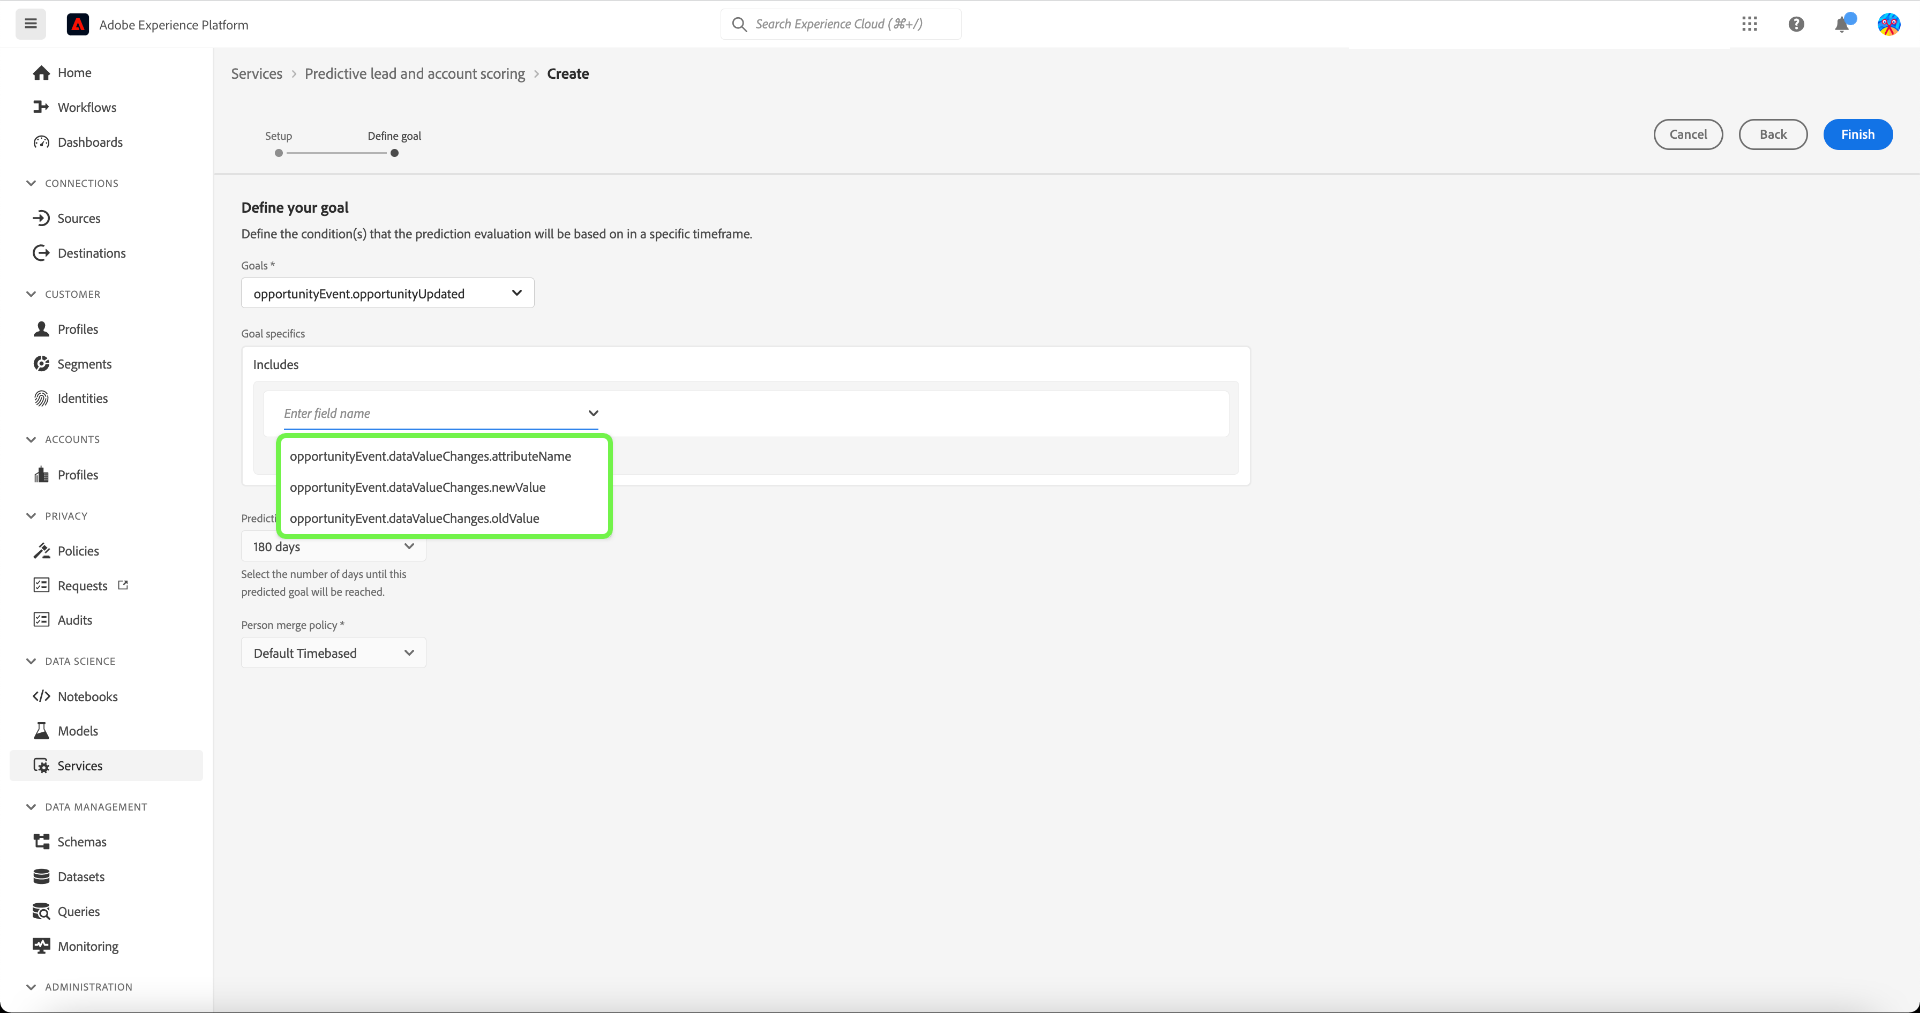 Adobe Experience Platform
Search Experience Cloud (⌘+/)
Home
Workflows
Dashboards
CONNECTIONS
Sources
Destinations
CUSTOMER
Profiles
Segments
Identities
ACCOUNTS
Profiles
PRIVACY
Policies
Requests
Audits
DATA SCIENCE
Notebooks
Models
Services
DATA MANAGEMENT
Schemas
Datasets
Queries
Monitoring
ADMINISTRATION
Services > Predictive lead and account scoring > Create
Setup
Define goal
Cancel
Back
Finish
Define your goal
Define the condition(s) that the prediction evaluation will be based on in a specific timeframe.
Goals *
opportunityEvent.opportunityUpdated
Goal specifics
Includes
Enter field name
opportunityEvent.dataValueChanges.attributeName
opportunityEvent.dataValueChanges.newValue
opportunityEvent.dataValueChanges.oldValue
180 days
Select the number of days until this
predicted goal will be reached.
Person merge policy *
Default Timebased